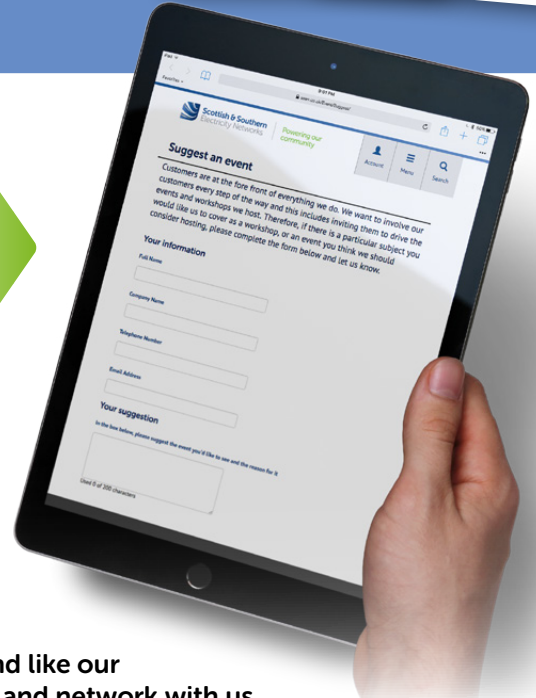 iPad
9:01 PM
50%
Favorites
Scottish & Southern
Electricity Networks
Powering our
community
Account
Menu
Search
Suggest an event
Customers are at the fore front of everything we do. We want to involve our
customers every step of the way and this includes inviting them to drive the
events and workshops we host. Therefore, if there is a particular subject you
would like us to cover as a workshop, or an event you think we should
consider hosting, please complete the form below and let us know.
Your information
Full Name
Company Name
Telephone Number
Email Address
Your suggestion
In the box below, please suggest the event you'd like to see and the reason for it
Used 0 of 200 characters
nd like our
and network with us